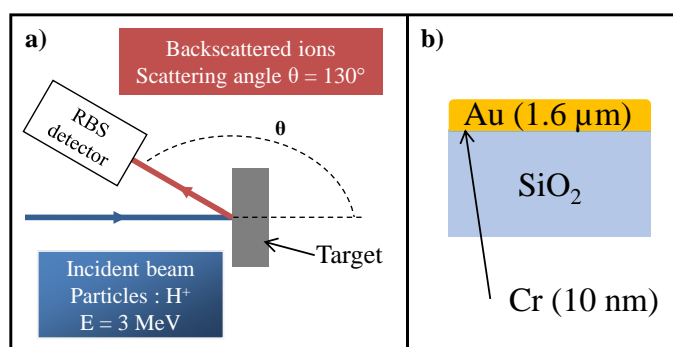 a)
Backscattered ions
Scattering angle θ = 130°
RBS
detector
θ
Target
Incident beam
Particles : H⁺
E = 3 MeV
b)
Au (1.6 µm)
SiO₂
Cr (10 nm)